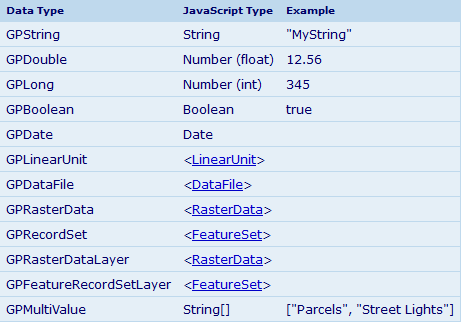 Data Type JavaScript Type Example
GPString String "MyString"
GPDouble Number (float) 12.56
GPLong Number (int) 345
GPBoolean Boolean true
GPDate Date
GPLinearUnit <LinearUnit>
GPDataFile <DataFile>
GPRasterData <RasterData>
GPRecordSet <FeatureSet>
GPRasterDataLayer <RasterData>
GPFeatureRecordSetLayer <FeatureSet>
GPMultiValue String[] ["Parcels", "Street Lights"]